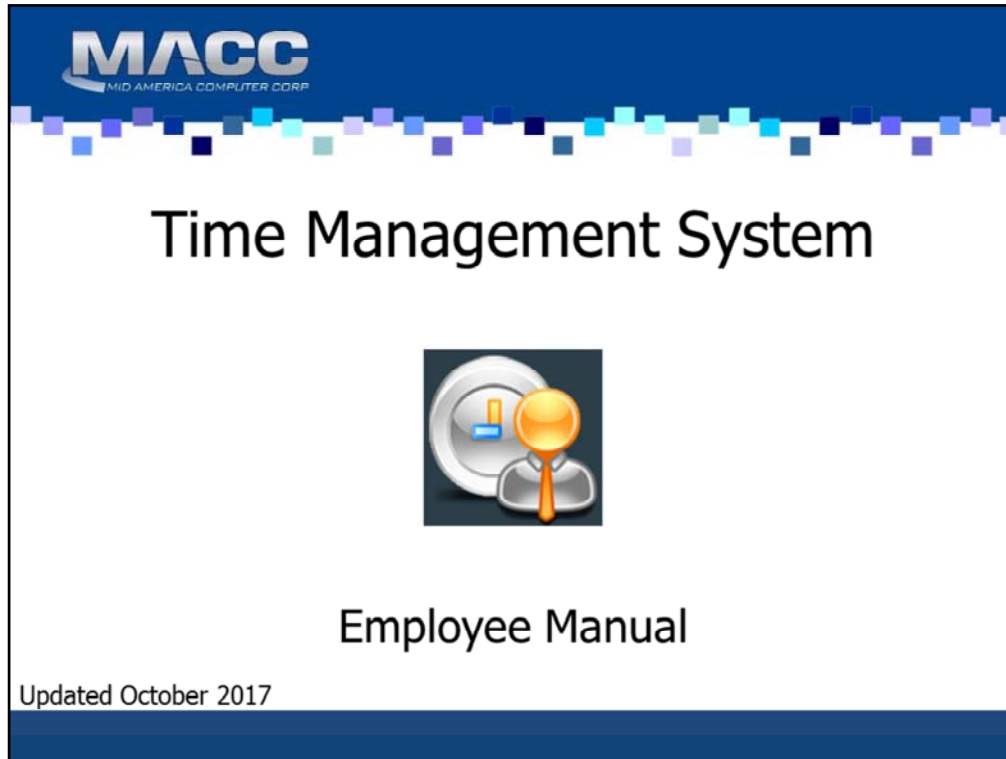 MACC
MID AMERICA COMPUTER CORP
Time Management System
Employee Manual
Updated October 2017